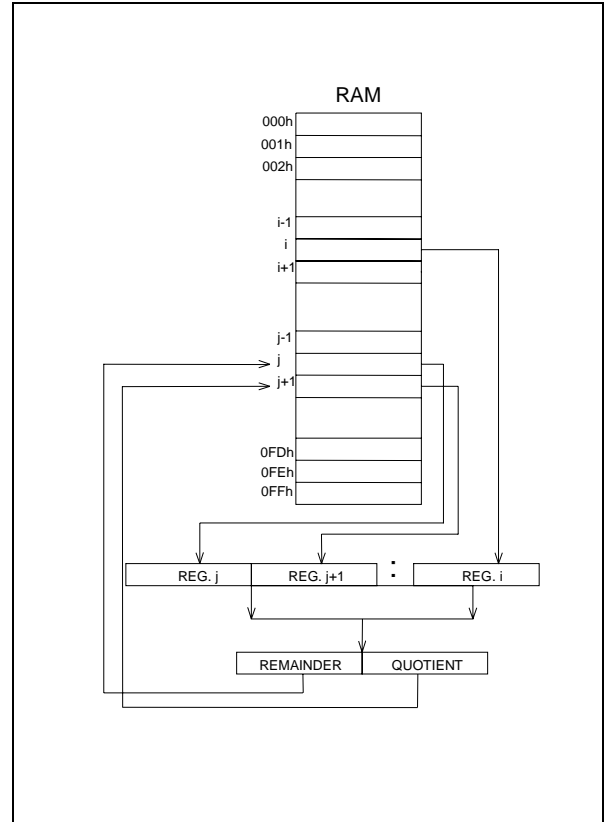 RAM
000h
001h
002h
i-1
i
i+1
j-1
j
j+1
0FDh
0FEh
0FFh
REG. j REG. j+1 : REG. i
REMAINDER QUOTIENT